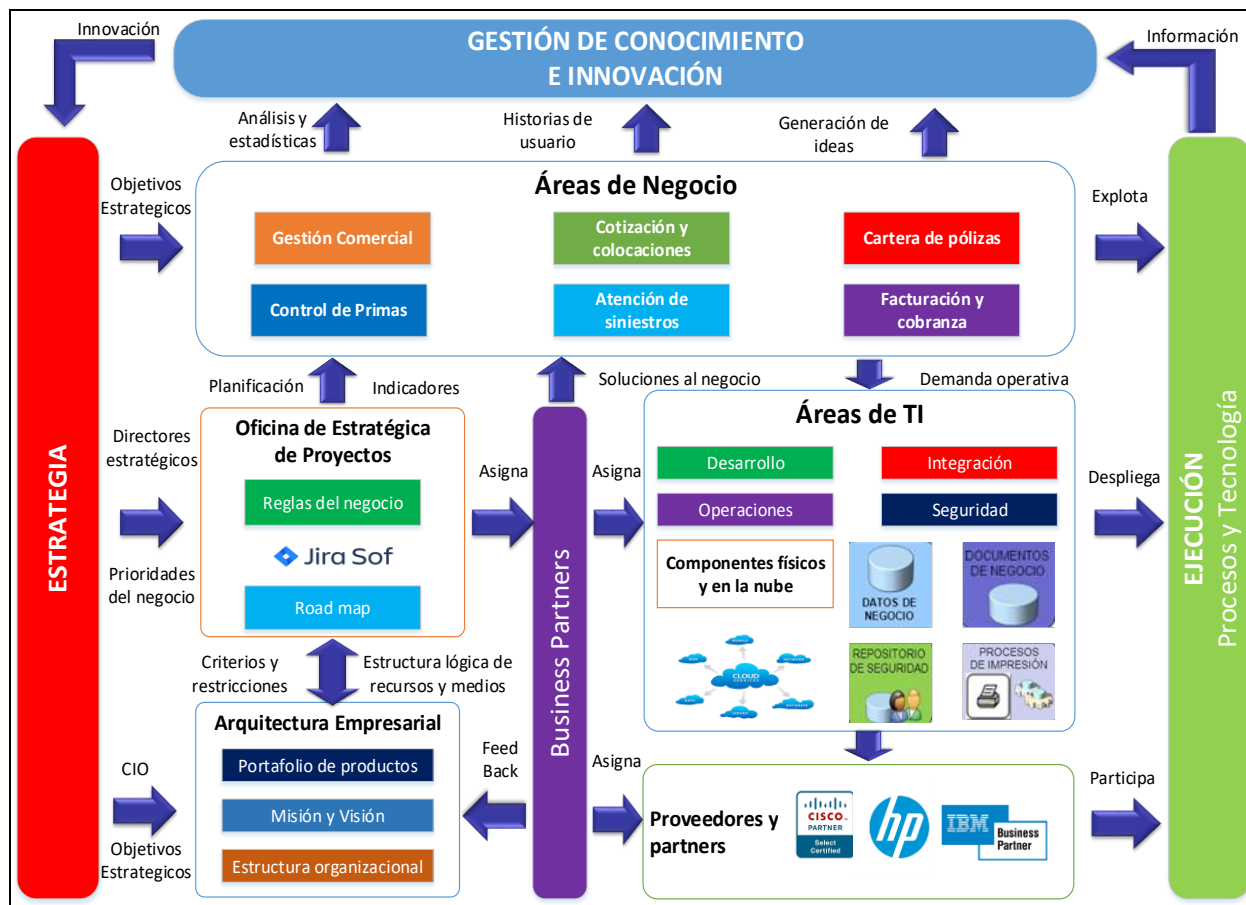 Innovación
GESTIÓN DE CONOCIMIENTO
E INNOVACIÓN
Información
Análisis y
estadísticas
Historias de
usuario
Generación de
ideas
ESTRATEGIA
Objetivos
Estrategicos
Áreas de Negocio
Gestión Comercial
Cotización y
colocaciones
Cartera de pólizas
Control de Primas
Atención de
siniestros
Facturación y
cobranza
Explota
EJECUCIÓN
Procesos y Tecnología
Planificación
Indicadores
Soluciones al negocio
Demanda operativa
Directores
estratégicos
Prioridades
del negocio
Oficina de Estratégica
de Proyectos
Reglas del negocio
Jira Sof
Road map
Asigna
Business Partners
Asigna
Áreas de TI
Desarrollo
Integración
Operaciones
Seguridad
Componentes físicos
y en la nube
DATOS DE
NEGOCIO
DOCUMENTOS
DE NEGOCIO
CLOUD
SERVICES
REPOSITORIO
DE SEGURIDAD
PROCESOS
DE IMPRESIÓN
Despliega
Criterios y
restricciones
Estructura lógica de
recursos y medios
CIO
Objetivos
Estrategicos
Arquitectura Empresarial
Portafolio de productos
Misión y Visión
Estructura organizacional
Feed
Back
Asigna
Proveedores y
partners
CISCO
PARTNER
Select
Certified
hp
IBM
Business
Partner
Participa